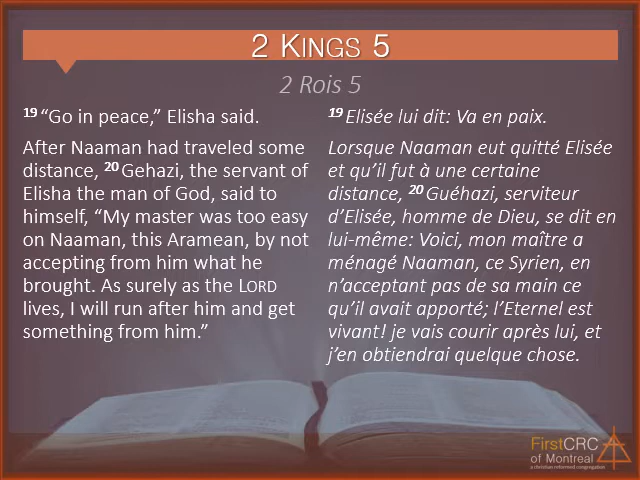 2 KINGS 5
2 Rois 5
19 “Go in peace,” Elisha said.
After Naaman had traveled some
distance, 20 Gehazi, the servant of
Elisha the man of God, said to
himself, “My master was too easy
on Naaman, this Aramean, by not
accepting from him what he
brought. As surely as the LORD
lives, I will run after him and get
something from him.”
19 Elisée lui dit: Va en paix.
Lorsque Naaman eut quitté Elisée
et qu’il fut à une certaine
distance, 20 Guéhazi, serviteur
d’Elisée, homme de Dieu, se dit en
lui-même: Voici, mon maître a
ménagé Naaman, ce Syrien, en
n’acceptant pas de sa main ce
qu’il avait apporté; l’Eternel est
vivant! je vais courir après lui, et
j’en obtiendrai quelque chose.
FirstCRC
of Montreal
a christian reformed congregation